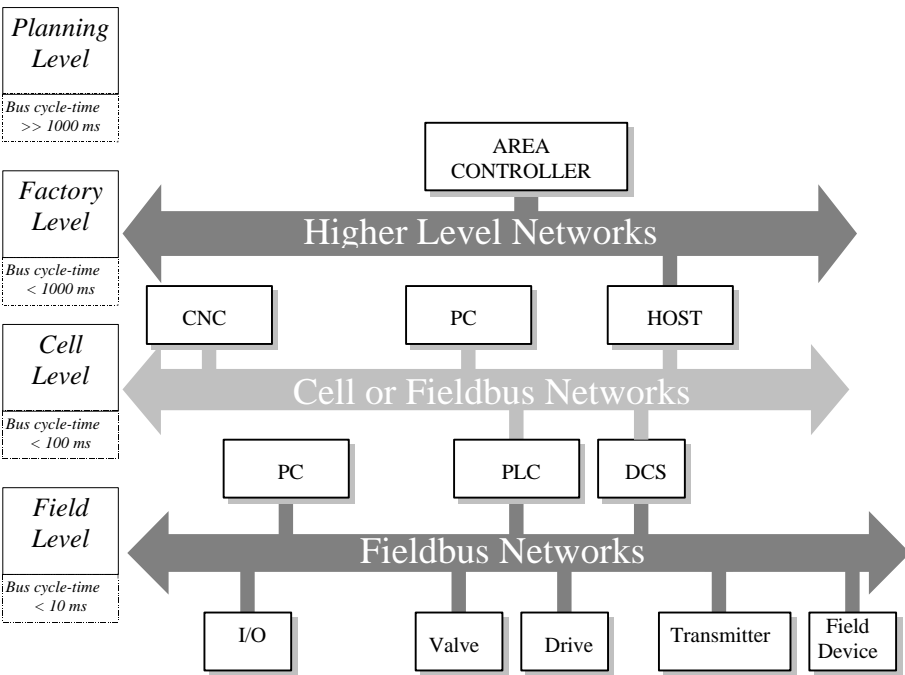 Planning
Level
Bus cycle-time
>> 1000 ms
AREA
CONTROLLER
Factory
Level
Higher Level Networks
Bus cycle-time
< 1000 ms
CNC
PC
HOST
Cell
Level
Cell or Fieldbus Networks
Bus cycle-time
< 100 ms
PC
PLC
DCS
Field
Level
Fieldbus Networks
Bus cycle-time
< 10 ms
I/O
Valve
Drive
Transmitter
Field
Device